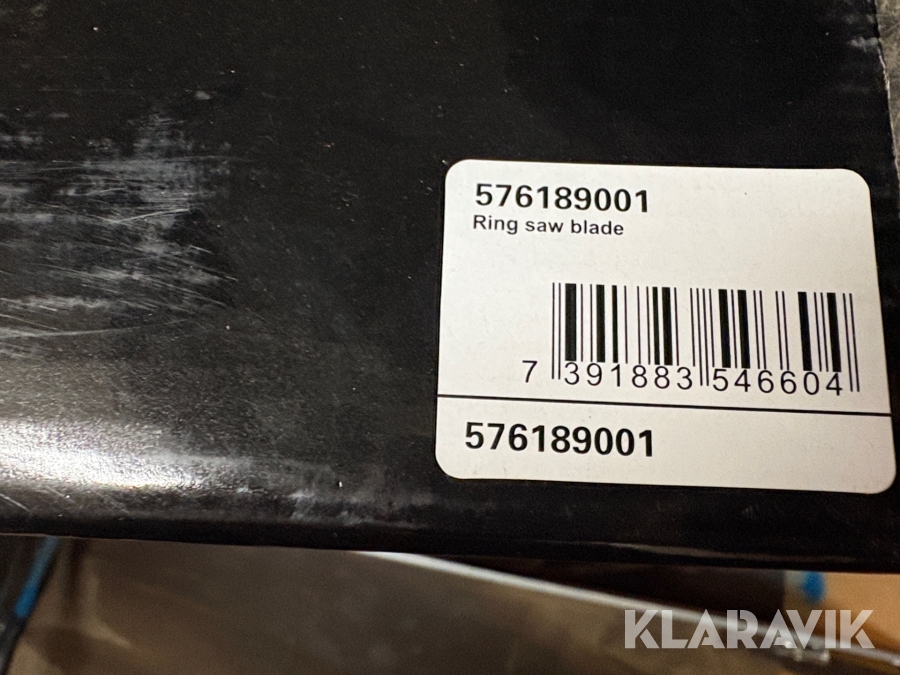 576189001
Ring saw blade
7 391883 546604
576189001
KLARAVIK